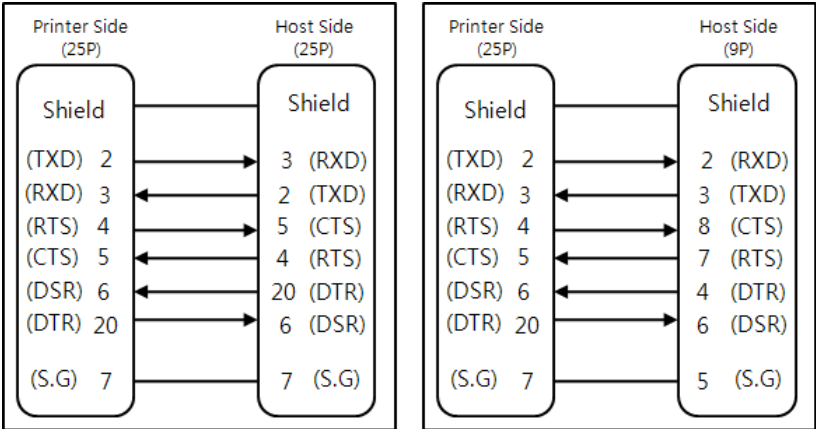 Printer Side
(25P)
Host Side
(25P)
Shield
Shield
(TXD) 2
3 (RXD)
(RXD) 3
2 (TXD)
(RTS) 4
5 (CTS)
(CTS) 5
4 (RTS)
(DSR) 6
20 (DTR)
(DTR) 20
6 (DSR)
(S.G) 7
7 (S.G)
Printer Side
(25P)
Host Side
(9P)
Shield
Shield
(TXD) 2
2 (RXD)
(RXD) 3
3 (TXD)
(RTS) 4
8 (CTS)
(CTS) 5
7 (RTS)
(DSR) 6
4 (DTR)
(DTR) 20
6 (DSR)
(S.G) 7
5 (S.G)